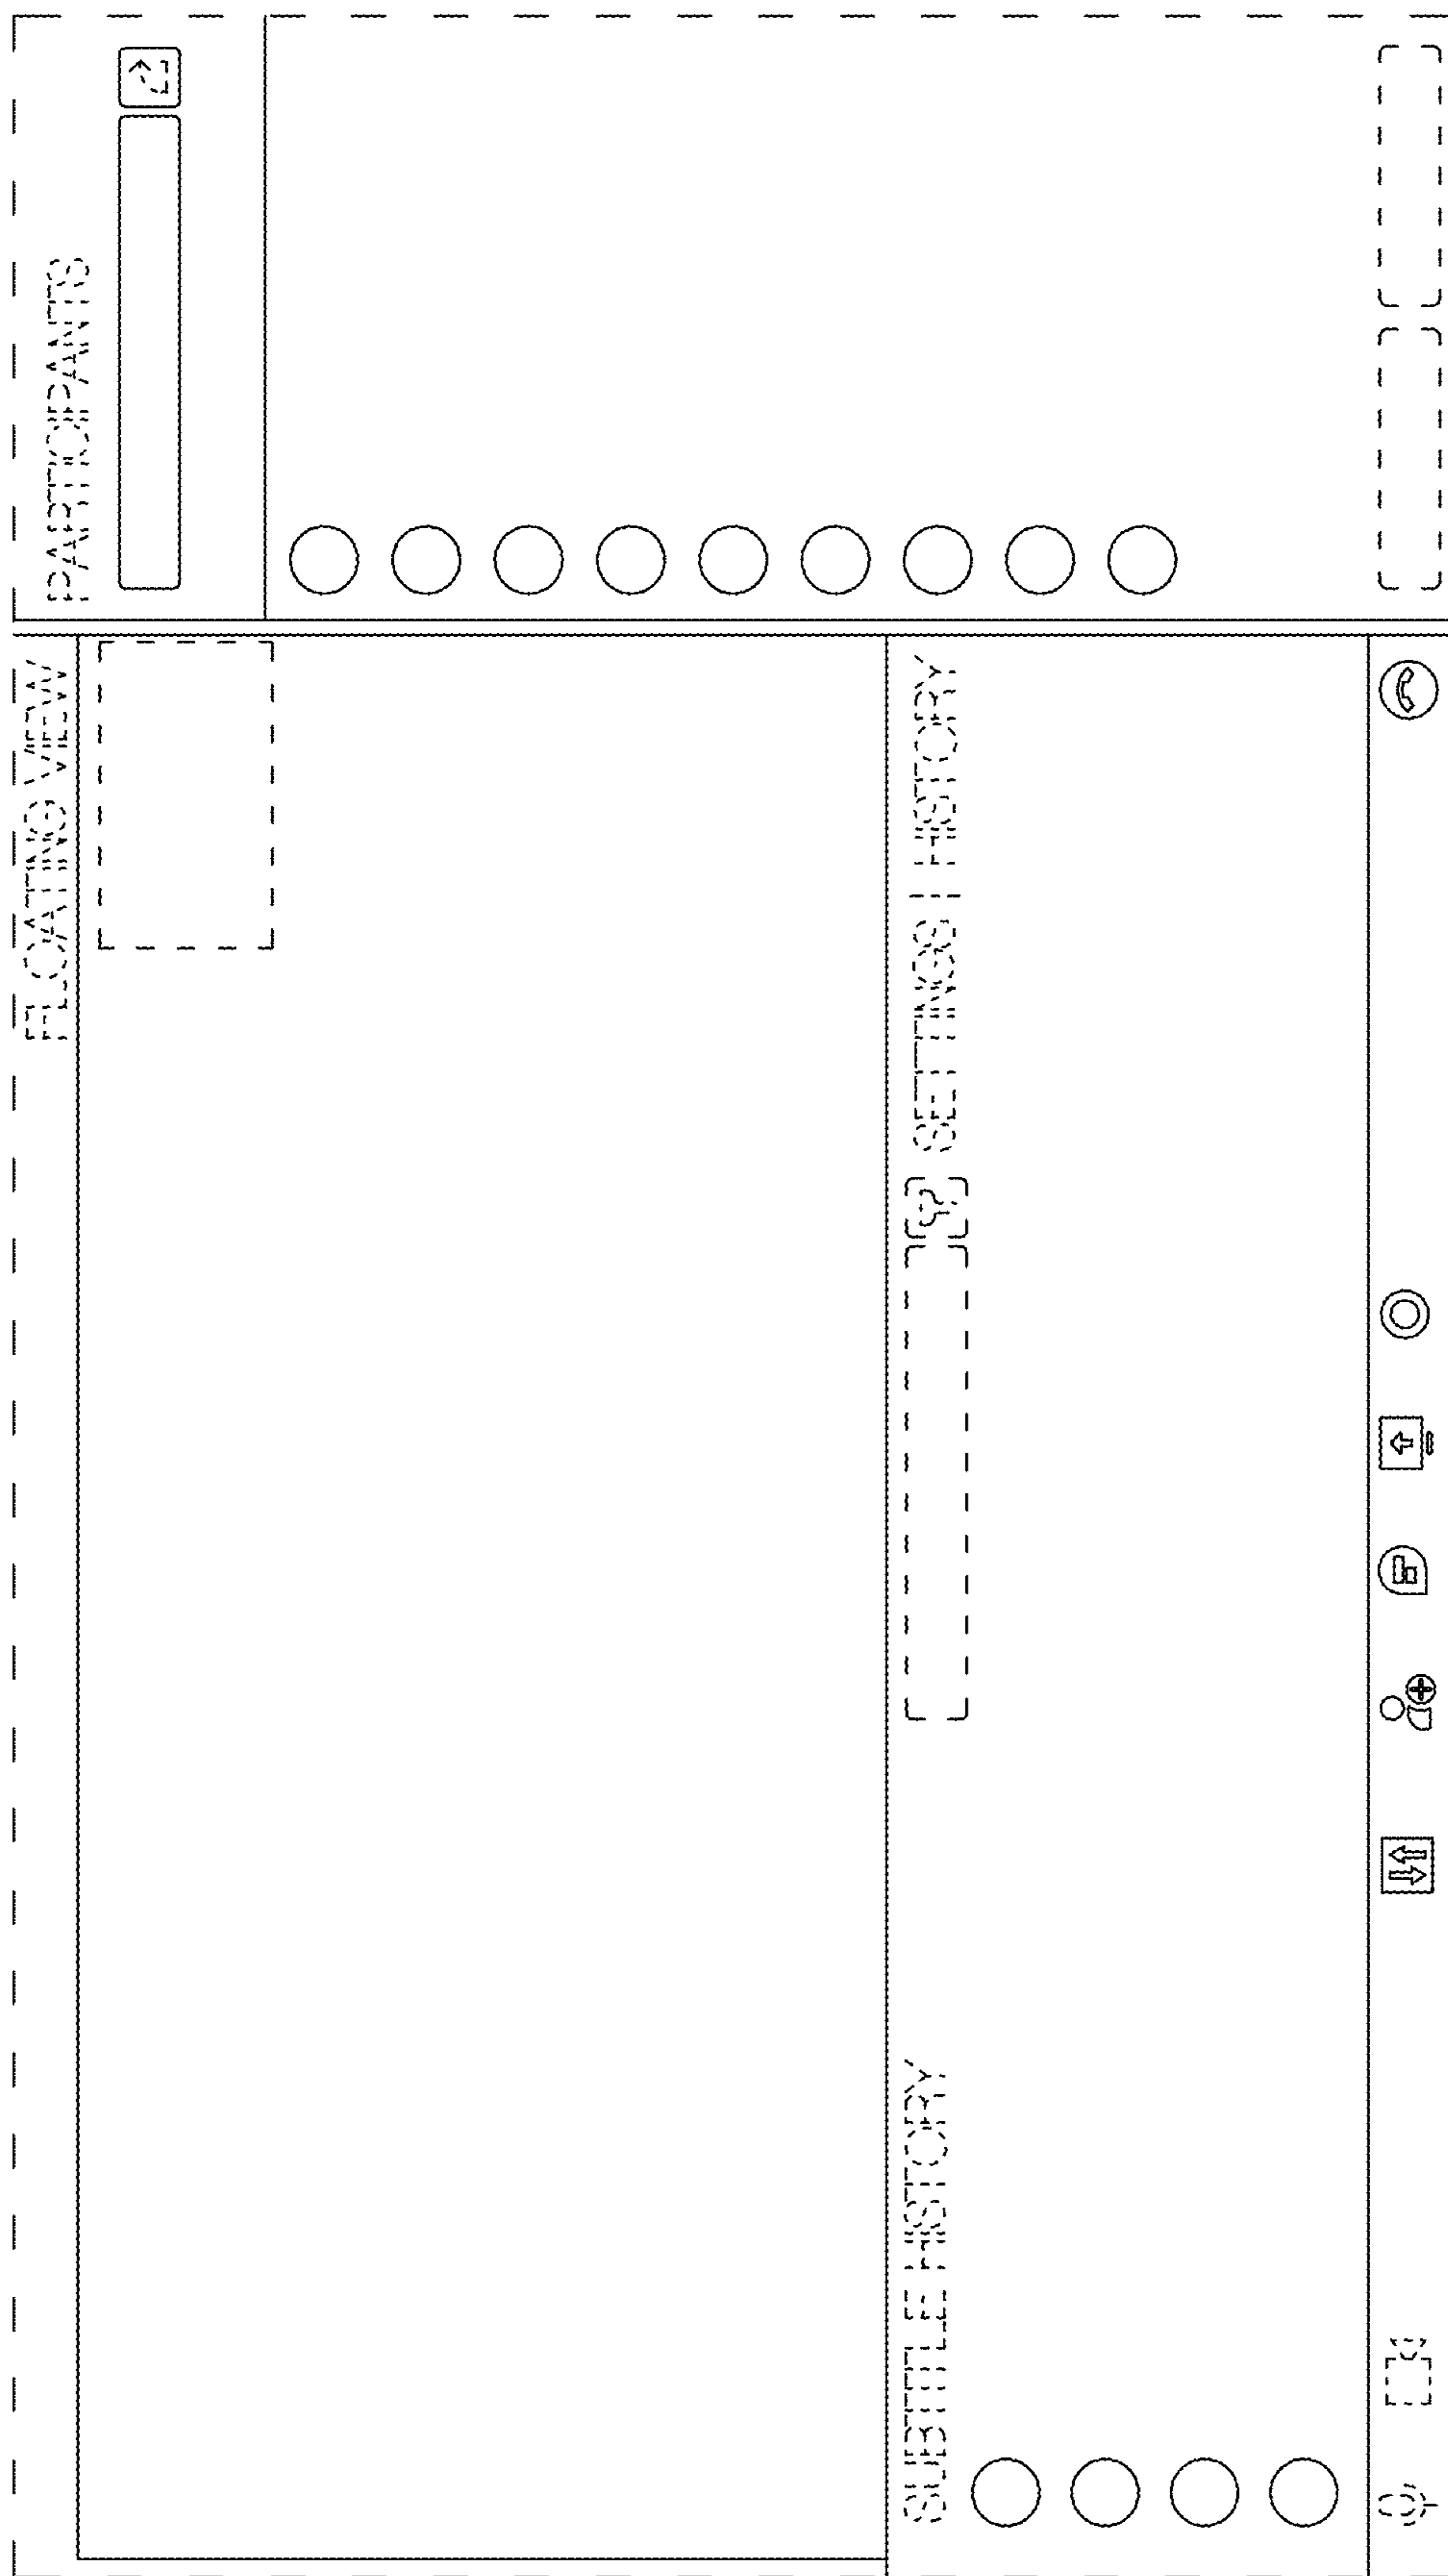 FLOATING VIEW
PARTICIPANTS
SUBTITLE HISTORY
SETTINGS | HISTORY